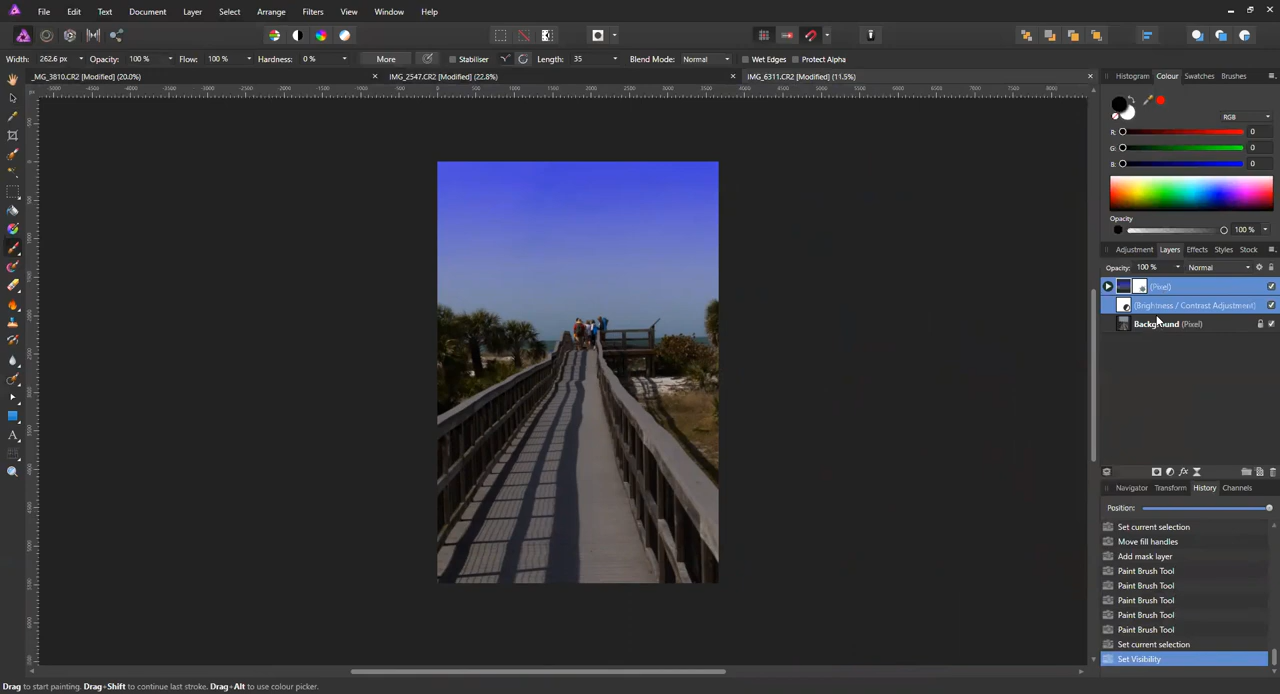 File Edit Text Document Layer Select Arrange Filters View Window Help
Width: 262.6 px Opacity: 100 % Flow: 100 % Hardness: 0 % More Stabiliser Length: 35 Blend Mode: Normal Wet Edges Protect Alpha
_MG_3810.CR2 [Modified] (20.0%) IMG_2547.CR2 [Modified] (22.8%) IMG_6311.CR2 [Modified] (11.5%)
Histogram Colour Swatches Brushes
RGB
R: 0
G: 0
B: 0
Opacity
100 %
Adjustment Layers Effects Styles Stock
Opacity: 100 % Normal
(Pixel)
(Brightness / Contrast Adjustment)
Background (Pixel)
Navigator Transform History Channels
Position:
Set current selection
Move fill handles
Add mask layer
Paint Brush Tool
Paint Brush Tool
Paint Brush Tool
Paint Brush Tool
Paint Brush Tool
Set current selection
Set Visibility
Drag to start painting. Drag+Shift to continue last stroke. Drag+Alt to use colour picker.